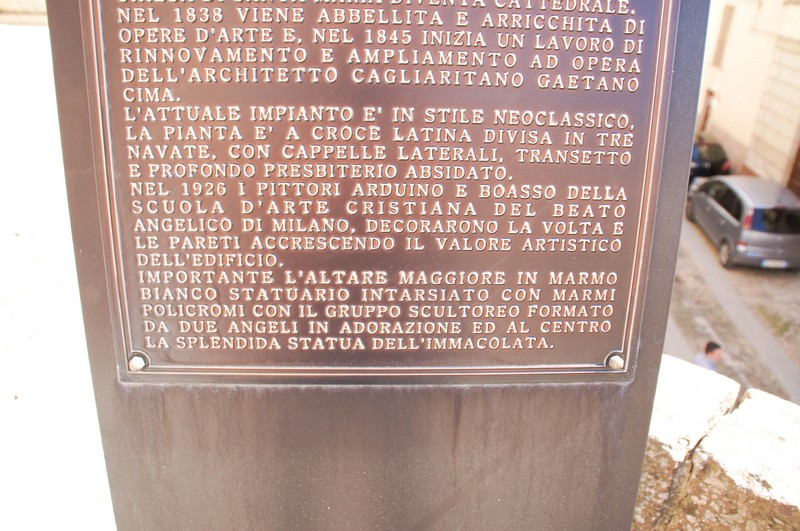 DI SANTA MARIA DIVENTA CATTEDRALE.
NEL 1838 VIENE ABBELLITA E ARRICCHITA DI
OPERE D'ARTE E, NEL 1845 INIZIA UN LAVORO DI
RINNOVAMENTO E AMPLIAMENTO AD OPERA
DELL'ARCHITETTO CAGLIARITANO GAETANO
CIMA.
L'ATTUALE IMPIANTO E' IN STILE NEOCLASSICO,
LA PIANTA E' A CROCE LATINA DIVISA IN TRE
NAVATE, CON CAPPELLE LATERALI, TRANSETTO
E PROFONDO PRESBITERIO ABSIDATO.
NEL 1926 I PITTORI ARDUINO E BOASSO DELLA
SCUOLA D'ARTE CRISTIANA DEL BEATO
ANGELICO DI MILANO, DECORARONO LA VOLTA E
LE PARETI ACCRESCENDO IL VALORE ARTISTICO
DELL'EDIFICIO.
IMPORTANTE L'ALTARE MAGGIORE IN MARMO
BIANCO STATUARIO INTARSIATO CON MARMI
POLICROMI CON IL GRUPPO SCULTOREO FORMATO
DA DUE ANGELI IN ADORAZIONE ED AL CENTRO
LA SPLENDIDA STATUA DELL'IMMACOLATA.